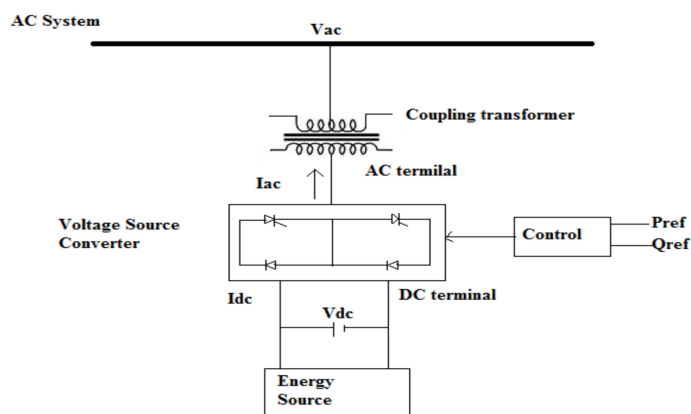 AC System
Vac
Coupling transformer
AC termilal
Iac
Voltage Source
Converter
Control
Pref
Qref
Idc
DC terminal
Vdc
Energy
Source